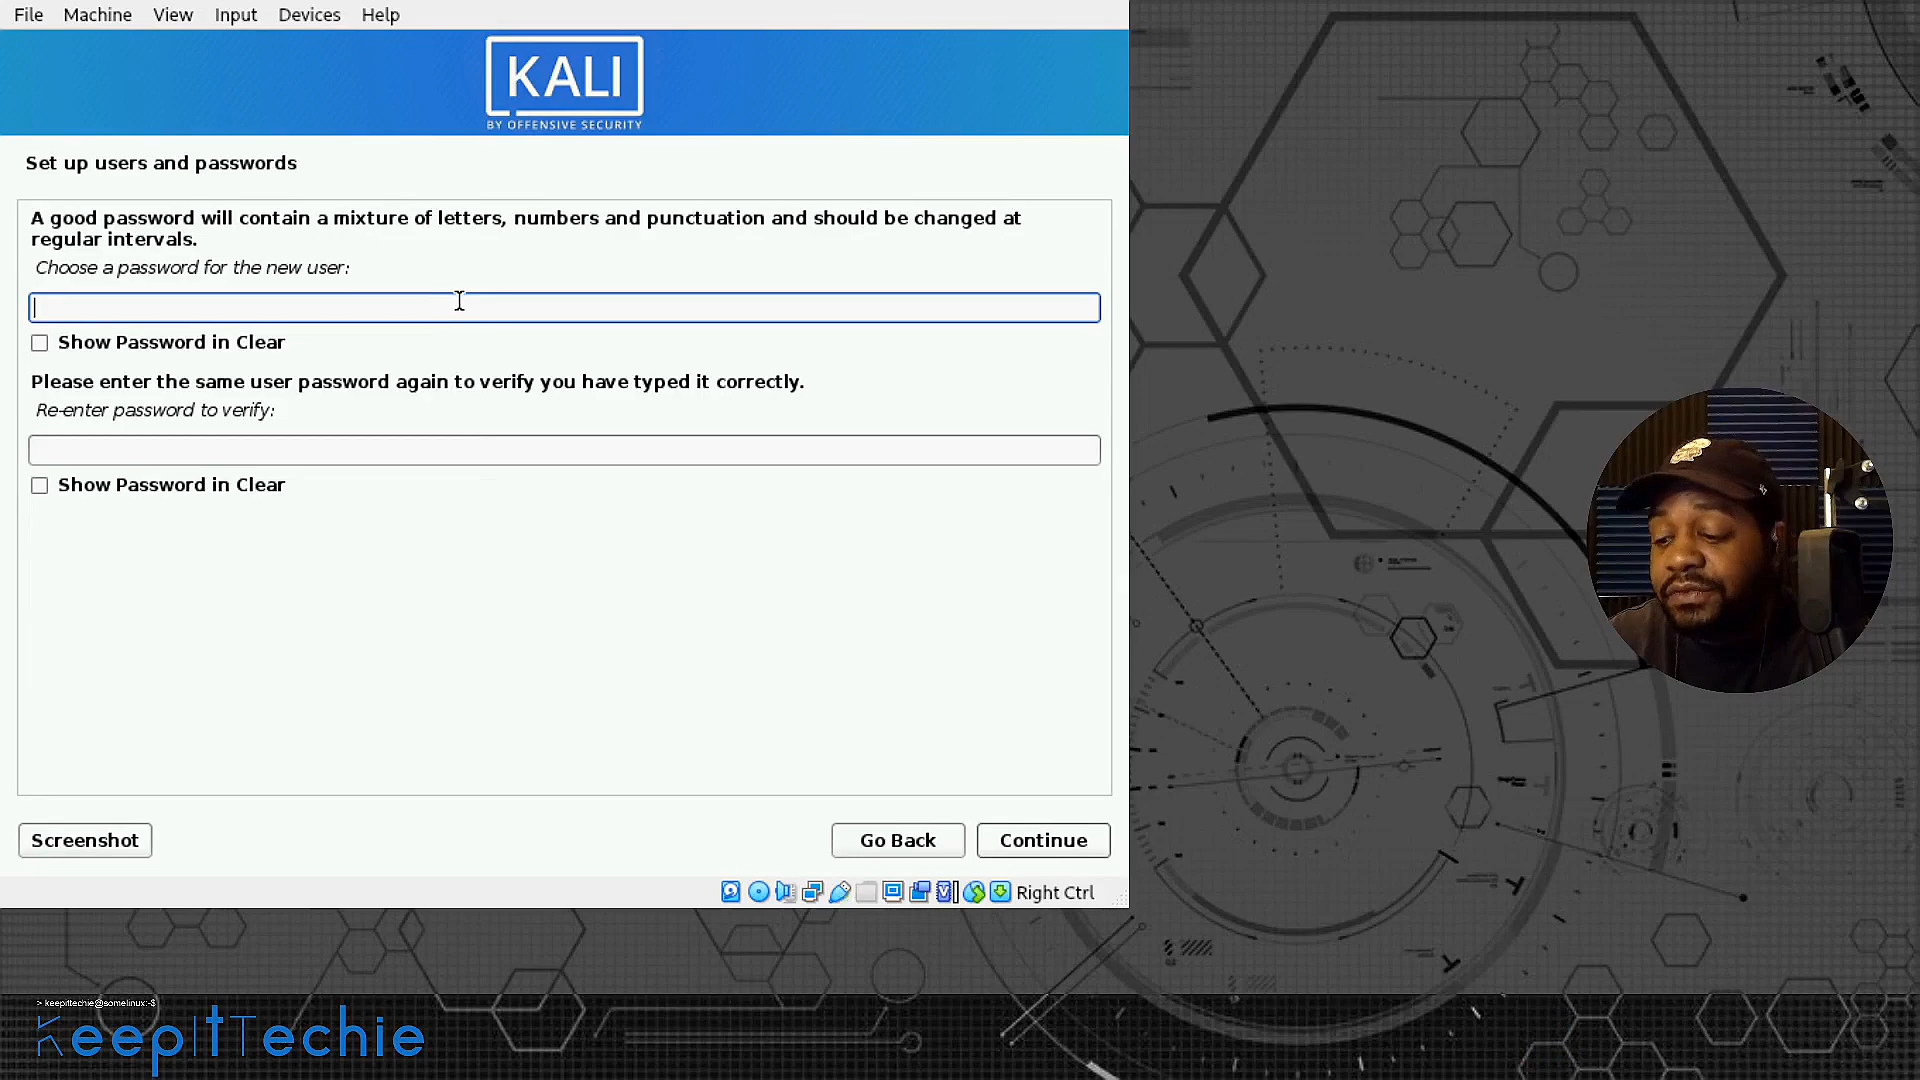 File Machine View Input Devices Help
KALI
BY OFFENSIVE SECURITY
Set up users and passwords
A good password will contain a mixture of letters, numbers and punctuation and should be changed at
regular intervals.
Choose a password for the new user:
Show Password in Clear
Please enter the same user password again to verify you have typed it correctly.
Re-enter password to verify:
Show Password in Clear
Screenshot
Go Back
Continue
Right Ctrl
> keepittechie@somelinux:~$
KeepItTechie